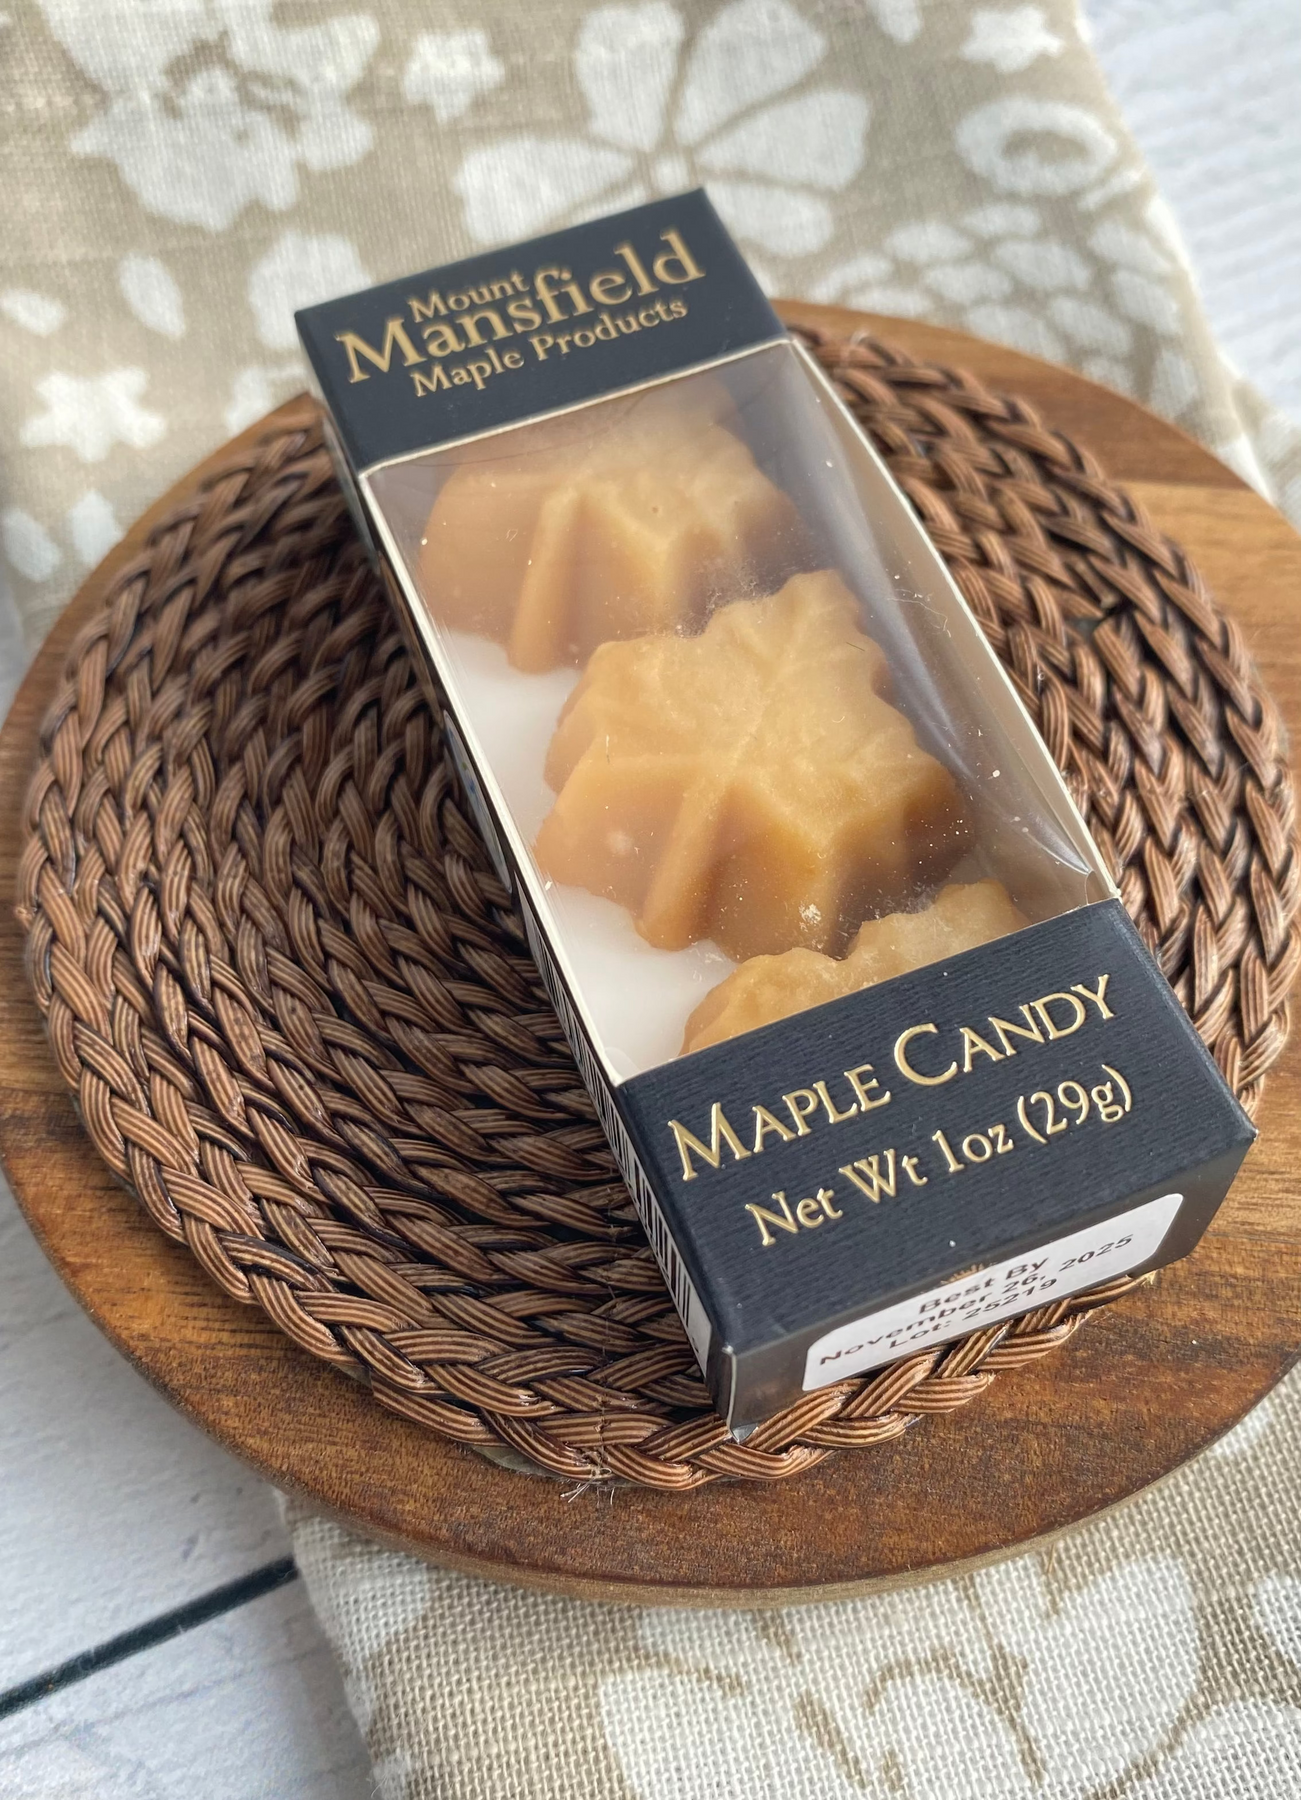 Mount
Mansfield
Maple Products
MAPLE CANDY
Net Wt 1oz (29g)
Best By
November 26, 2025
Lot: 25219